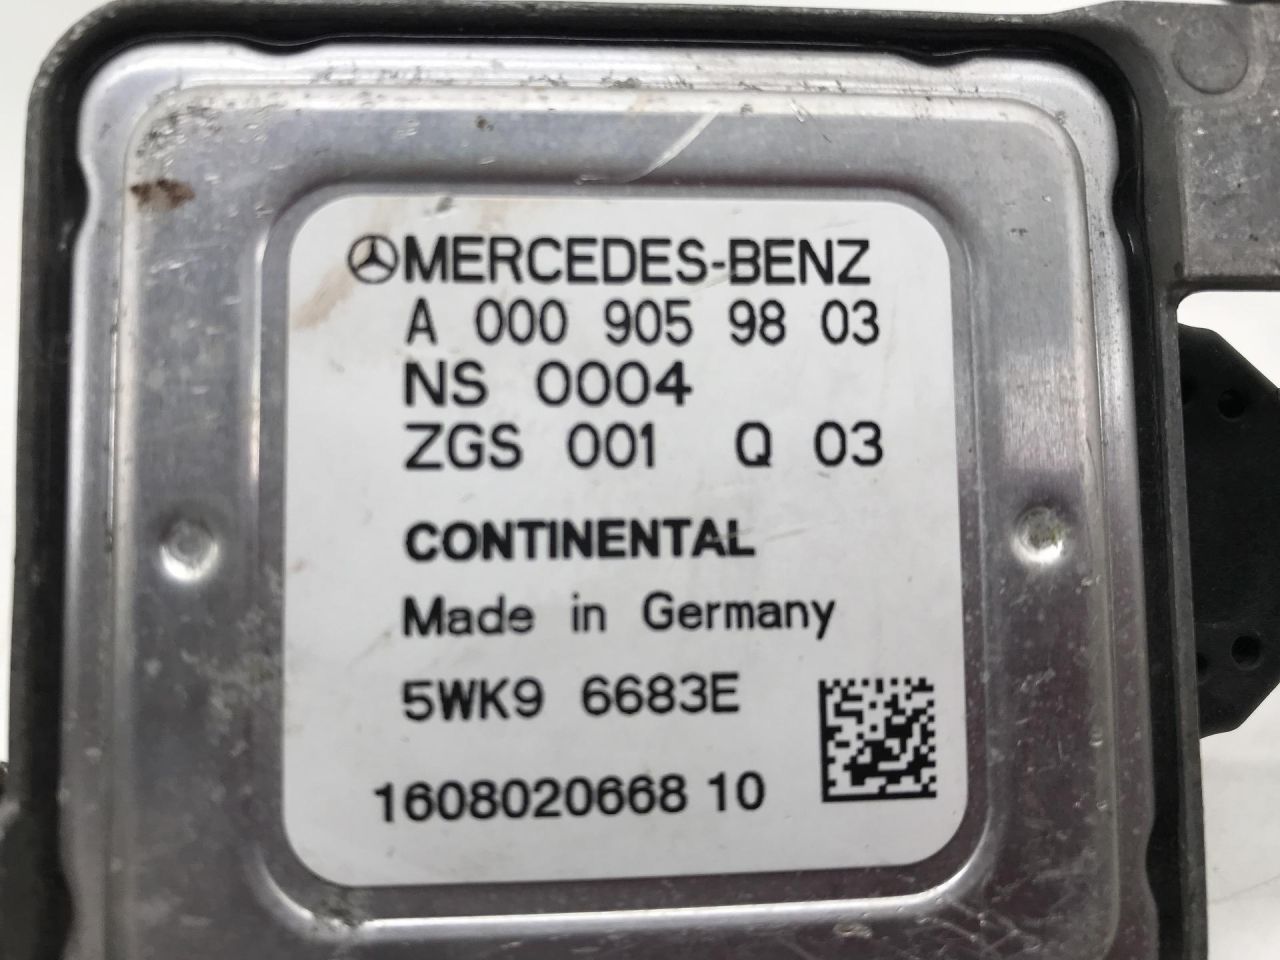 MERCEDES-BENZ
A 000 905 98 03
NS 0004
ZGS 001 Q 03
CONTINENTAL
Made in Germany
5WK9 6683E
1608020668 10